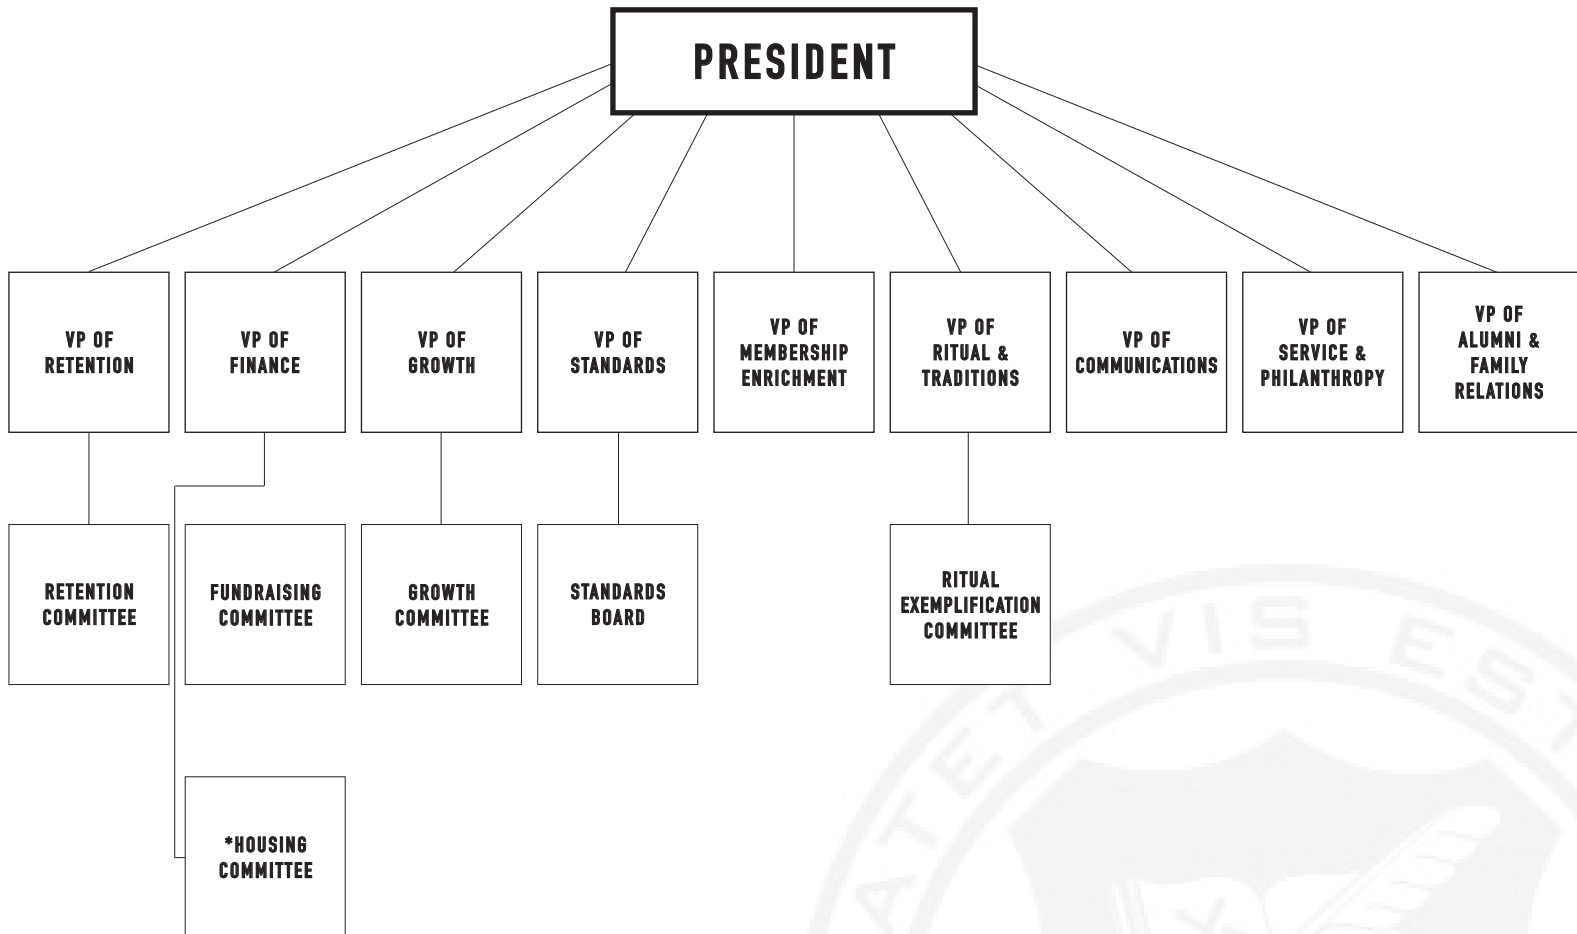 PRESIDENT
VP OF
RETENTION
VP OF
FINANCE
VP OF
GROWTH
VP OF
STANDARDS
VP OF
MEMBERSHIP
ENRICHMENT
VP OF
RITUAL &
TRADITIONS
VP OF
COMMUNICATIONS
VP OF
SERVICE &
PHILANTHROPY
VP OF
ALUMNI &
FAMILY
RELATIONS
RETENTION
COMMITTEE
FUNDRAISING
COMMITTEE
GROWTH
COMMITTEE
STANDARDS
BOARD
RITUAL
EXEMPLIFICATION
COMMITTEE
*HOUSING
COMMITTEE
VIS EST